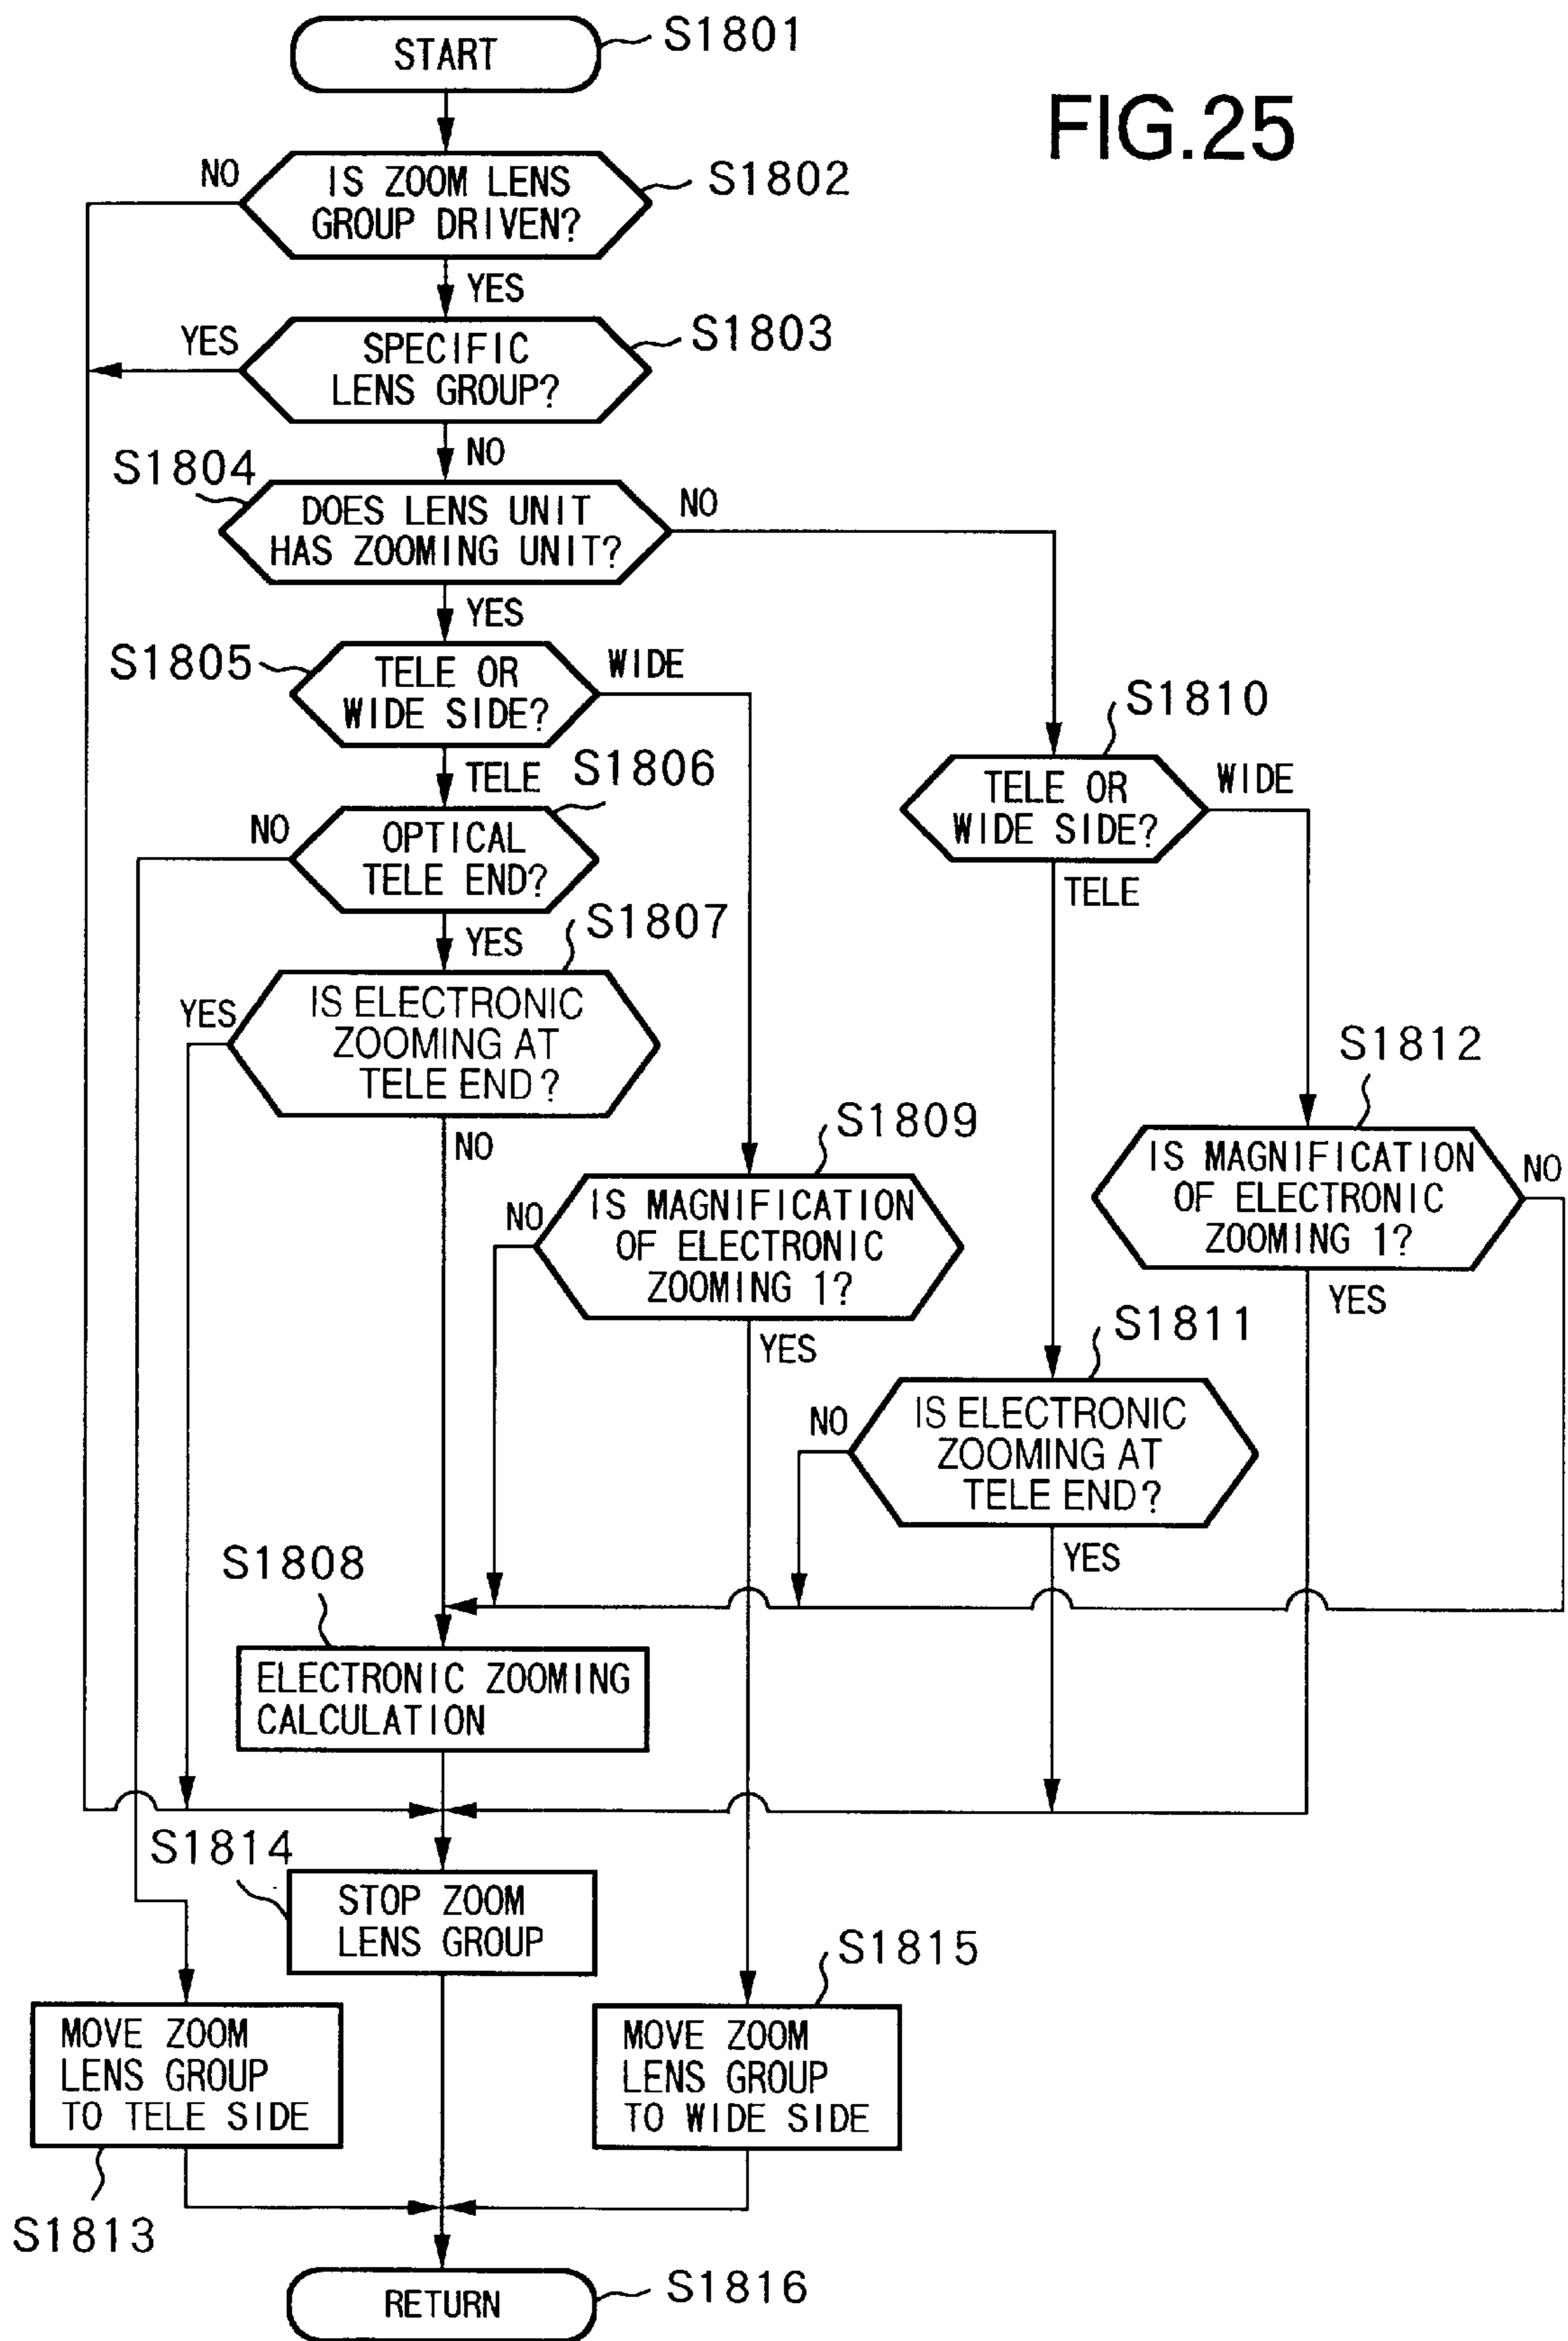 START
S1801
FIG.25
NO
IS ZOOM LENS
GROUP DRIVEN?
S1802
YES
YES
SPECIFIC
LENS GROUP?
S1803
NO
S1804
DOES LENS UNIT
HAS ZOOMING UNIT?
NO
YES
S1805
TELE OR
WIDE SIDE?
WIDE
S1810
TELE
S1806
TELE OR
WIDE SIDE?
WIDE
NO
OPTICAL
TELE END?
TELE
YES
S1807
YES
IS ELECTRONIC
ZOOMING AT
TELE END?
S1812
NO
S1809
IS MAGNIFICATION
OF ELECTRONIC
ZOOMING 1?
NO
NO
IS MAGNIFICATION
OF ELECTRONIC
ZOOMING 1?
YES
YES
S1811
NO
IS ELECTRONIC
ZOOMING AT
TELE END?
YES
S1808
ELECTRONIC ZOOMING
CALCULATION
S1814
STOP ZOOM
LENS GROUP
S1815
MOVE ZOOM
LENS GROUP
TO TELE SIDE
MOVE ZOOM
LENS GROUP
TO WIDE SIDE
S1813
RETURN
S1816